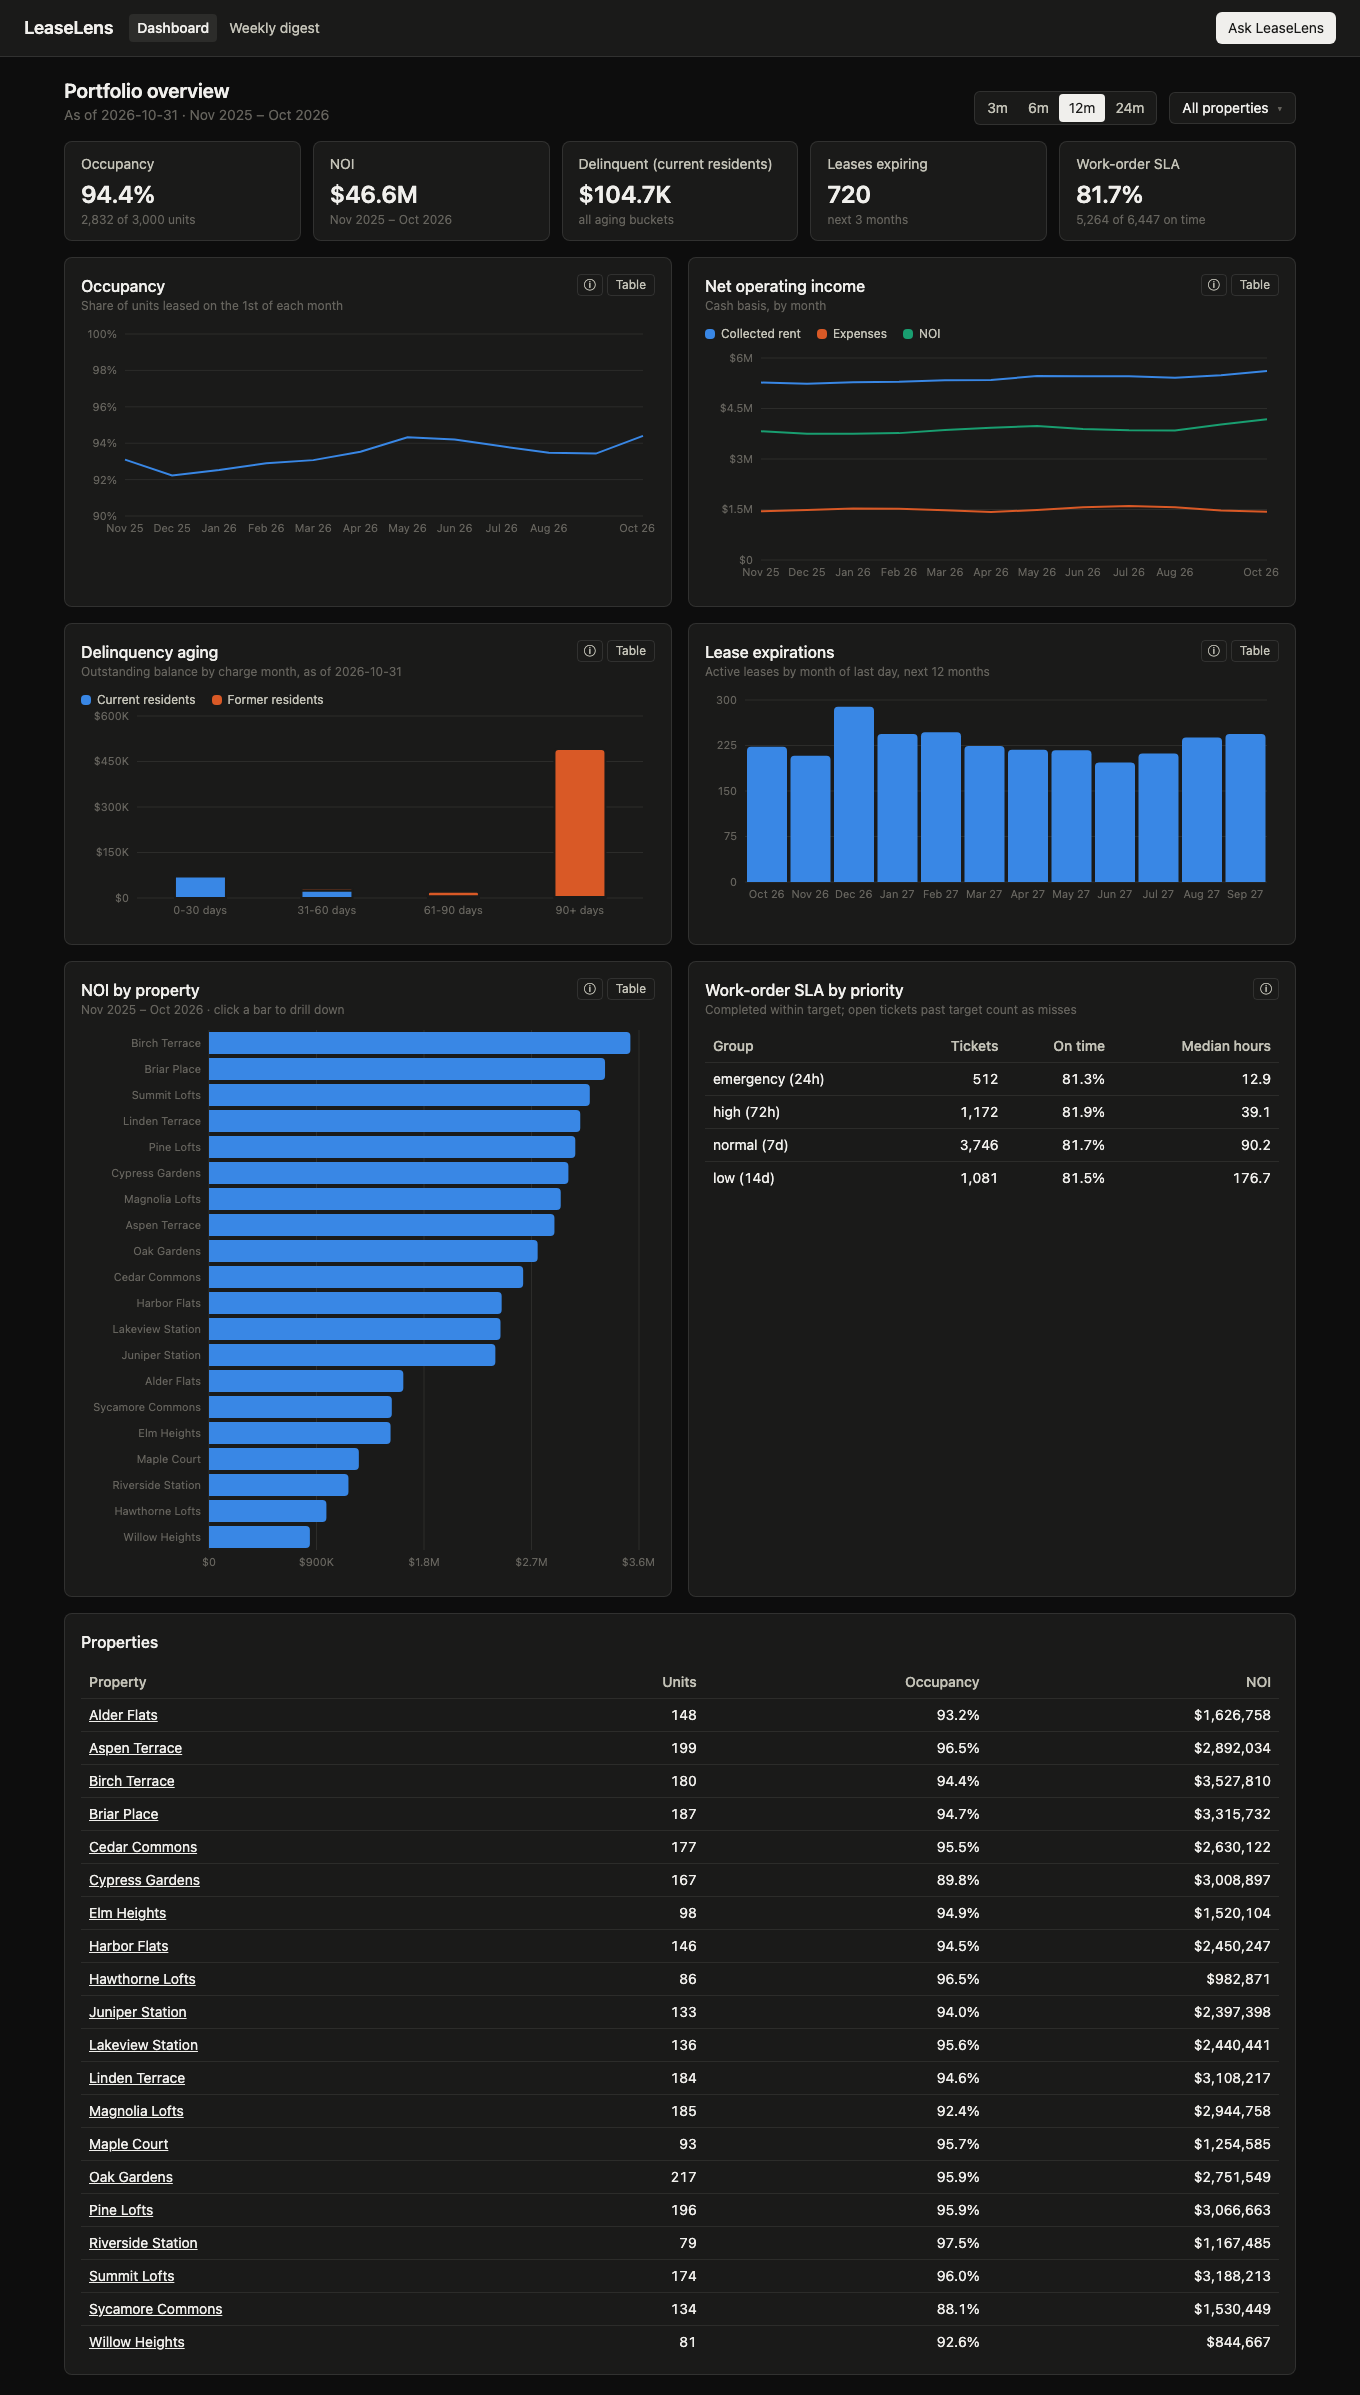 LeaseLens Dashboard Weekly digest Ask LeaseLens
Portfolio overview
As of 2026-10-31 · Nov 2025 – Oct 2026
3m 6m 12m 24m All properties
Occupancy
94.4%
2,832 of 3,000 units
NOI
$46.6M
Nov 2025 – Oct 2026
Delinquent (current residents)
$104.7K
all aging buckets
Leases expiring
720
next 3 months
Work-order SLA
81.7%
5,264 of 6,447 on time
Occupancy
ⓘ Table
Share of units leased on the 1st of each month
100%
98%
96%
94%
92%
90%
Nov 25 Dec 25 Jan 26 Feb 26 Mar 26 Apr 26 May 26 Jun 26 Jul 26 Aug 26 Oct 26
Net operating income
ⓘ Table
Cash basis, by month
Collected rent Expenses NOI
$6M
$4.5M
$3M
$1.5M
$0
Nov 25 Dec 25 Jan 26 Feb 26 Mar 26 Apr 26 May 26 Jun 26 Jul 26 Aug 26 Oct 26
Delinquency aging
ⓘ Table
Outstanding balance by charge month, as of 2026-10-31
Current residents Former residents
$600K
$450K
$300K
$150K
$0
0-30 days 31-60 days 61-90 days 90+ days
Lease expirations
ⓘ Table
Active leases by month of last day, next 12 months
300
225
150
75
0
Oct 26 Nov 26 Dec 26 Jan 27 Feb 27 Mar 27 Apr 27 May 27 Jun 27 Jul 27 Aug 27 Sep 27
NOI by property
ⓘ Table
Nov 2025 – Oct 2026 · click a bar to drill down
Birch Terrace
Briar Place
Summit Lofts
Linden Terrace
Pine Lofts
Cypress Gardens
Magnolia Lofts
Aspen Terrace
Oak Gardens
Cedar Commons
Harbor Flats
Lakeview Station
Juniper Station
Alder Flats
Sycamore Commons
Elm Heights
Maple Court
Riverside Station
Hawthorne Lofts
Willow Heights
$0 $900K $1.8M $2.7M $3.6M
Work-order SLA by priority
ⓘ
Completed within target; open tickets past target count as misses
Group Tickets On time Median hours
emergency (24h) 512 81.3% 12.9
high (72h) 1,172 81.9% 39.1
normal (7d) 3,746 81.7% 90.2
low (14d) 1,081 81.5% 176.7
Properties
Property Units Occupancy NOI
Alder Flats 148 93.2% $1,626,758
Aspen Terrace 199 96.5% $2,892,034
Birch Terrace 180 94.4% $3,527,810
Briar Place 187 94.7% $3,315,732
Cedar Commons 177 95.5% $2,630,122
Cypress Gardens 167 89.8% $3,008,897
Elm Heights 98 94.9% $1,520,104
Harbor Flats 146 94.5% $2,450,247
Hawthorne Lofts 86 96.5% $982,871
Juniper Station 133 94.0% $2,397,398
Lakeview Station 136 95.6% $2,440,441
Linden Terrace 184 94.6% $3,108,217
Magnolia Lofts 185 92.4% $2,944,758
Maple Court 93 95.7% $1,254,585
Oak Gardens 217 95.9% $2,751,549
Pine Lofts 196 95.9% $3,066,663
Riverside Station 79 97.5% $1,167,485
Summit Lofts 174 96.0% $3,188,213
Sycamore Commons 134 88.1% $1,530,449
Willow Heights 81 92.6% $844,667